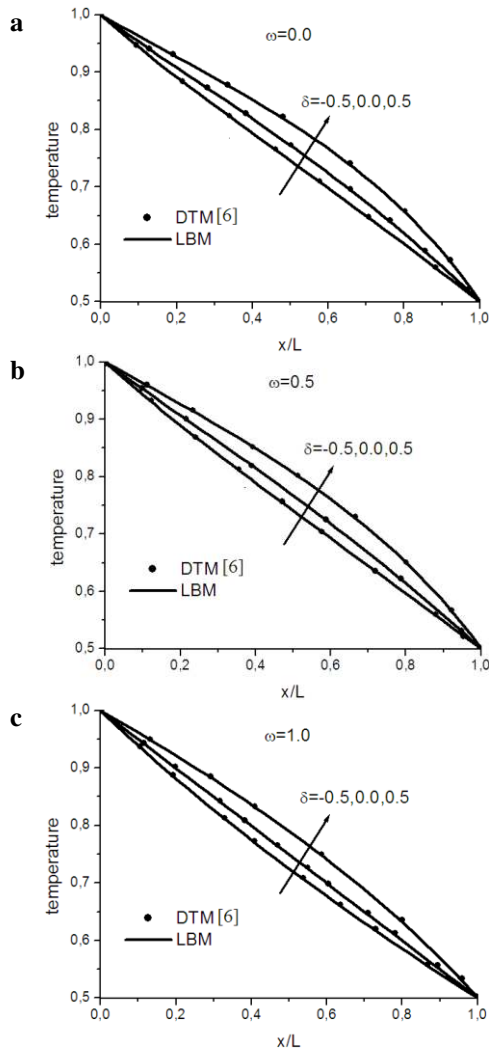 a
ω=0.0
δ=-0.5,0.0,0.5
DTM [6]
LBM
temperature
1,0
0,9
0,8
0,7
0,6
0,5
0,0 0,2 0,4 0,6 0,8 1,0
x/L
b
ω=0.5
δ=-0.5,0.0,0.5
DTM [6]
LBM
temperature
1,0
0,9
0,8
0,7
0,6
0,5
0,0 0,2 0,4 0,6 0,8 1,0
x/L
c
ω=1.0
δ=-0.5,0.0,0.5
DTM [6]
LBM
temperature
1,0
0,9
0,8
0,7
0,6
0,5
0,0 0,2 0,4 0,6 0,8 1,0
x/L